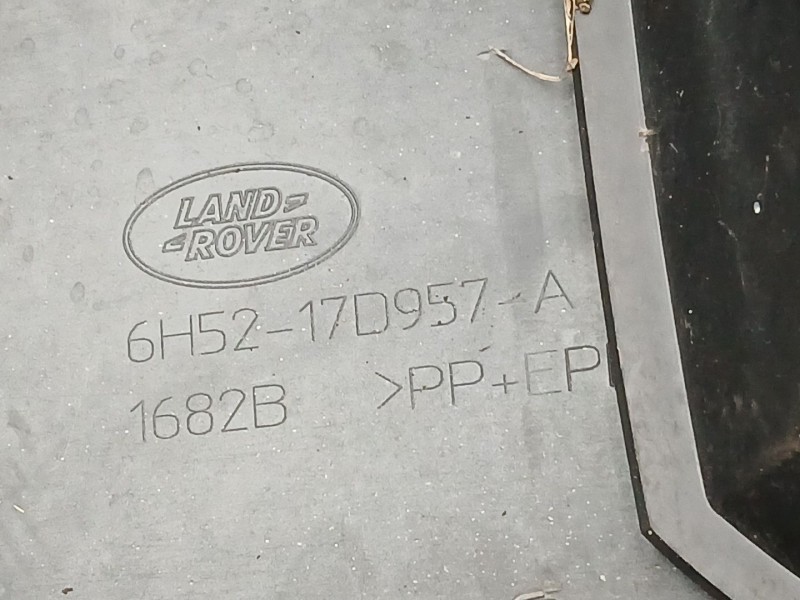 LAND
ROVER
6H52-17D957-A
1682B >PP+EP